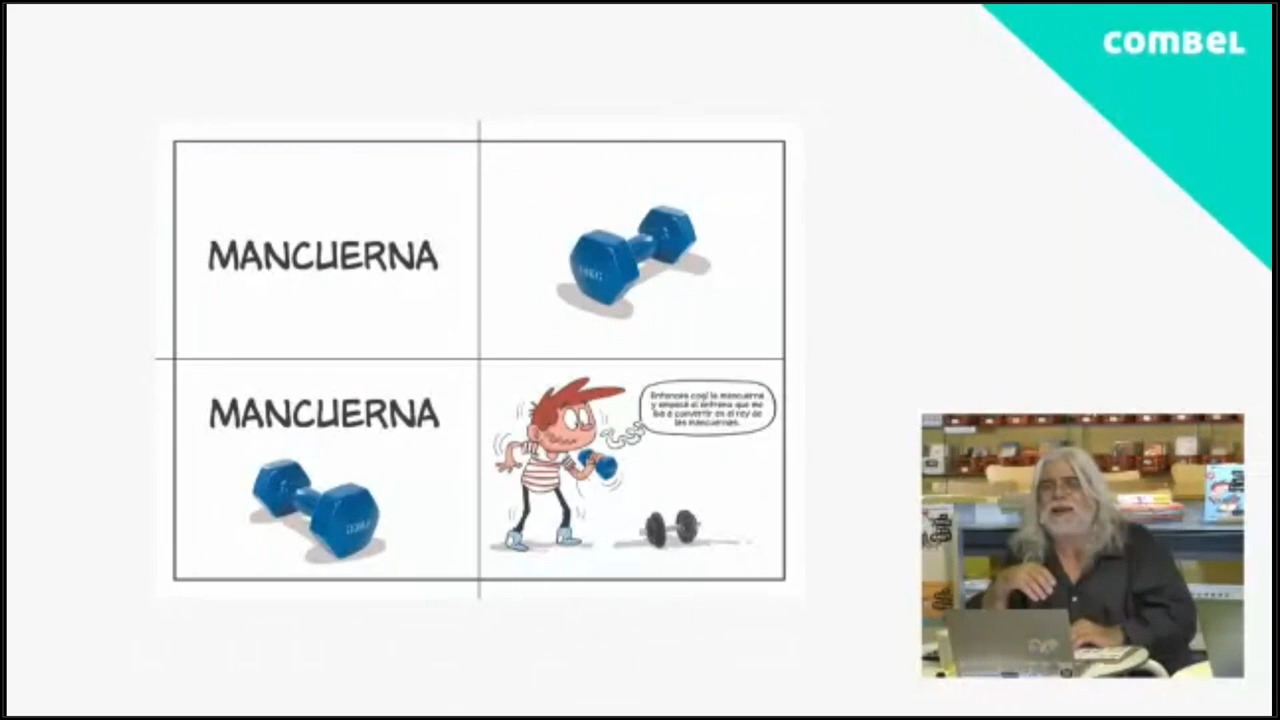 COMBEL
MANCUERNA
MANCUERNA
Entonces cogí la mancuerna
y empecé el entreno que me
iba a convertir en el rey de
las mancuernas.